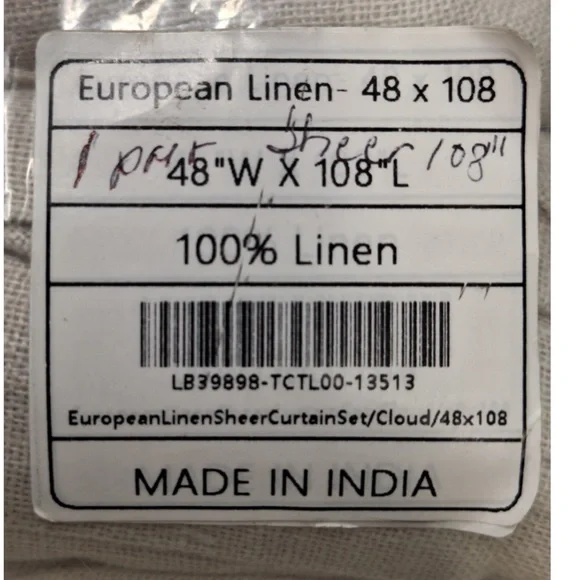 European Linen- 48 x 108
1 Sheer 108"
48"W X 108"L
100% Linen
LB39898-TCTL00-13513
EuropeanLinenSheerCurtainSet/Cloud/48x108
MADE IN INDIA